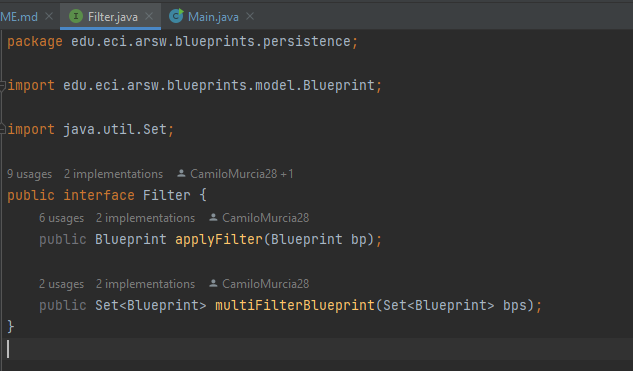 ME.md
Filter.java
Main.java
package edu.eci.arsw.blueprints.persistence;
import edu.eci.arsw.blueprints.model.Blueprint;
import java.util.Set;
9 usages 2 implementations CamiloMurcia28 +1
public interface Filter {
6 usages 2 implementations CamiloMurcia28
public Blueprint applyFilter(Blueprint bp);
2 usages 2 implementations CamiloMurcia28
public Set<Blueprint> multiFilterBlueprint(Set<Blueprint> bps);
}